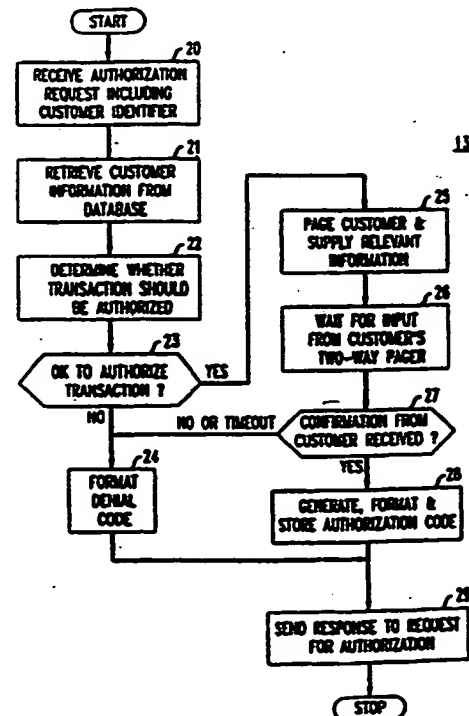 START
20
RECEIVE AUTHORIZATION
REQUEST INCLUDING
CUSTOMER IDENTIFIER
21
RETRIEVE CUSTOMER
INFORMATION FROM
DATABASE
22
DETERMINE WHETHER
TRANSACTION SHOULD
BE AUTHORIZED
23
OK TO AUTHORIZE
TRANSACTION ?
YES
NO
24
FORMAT
DENIAL
CODE
13
25
PAGE CUSTOMER &
SUPPLY RELEVANT
INFORMATION
26
WAIT FOR INPUT
FROM CUSTOMER'S
TWO-WAY PAGER
27
CONFIRMATION FROM
CUSTOMER RECEIVED ?
NO OR TIMEOUT
YES
28
GENERATE, FORMAT &
STORE AUTHORIZATION CODE
29
SEND RESPONSE TO REQUEST
FOR AUTHORIZATION
STOP